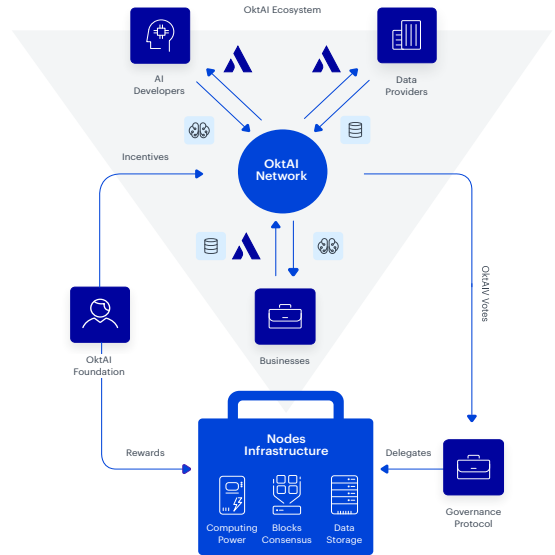 OktAI Ecosystem
AI
Developers
Data
Providers
OktAI
Network
Incentives
OktAIV Votes
Businesses
OktAI
Foundation
Nodes
Infrastructure
Rewards
Delegates
Computing
Power
Blocks
Consensus
Data
Storage
Governance
Protocol